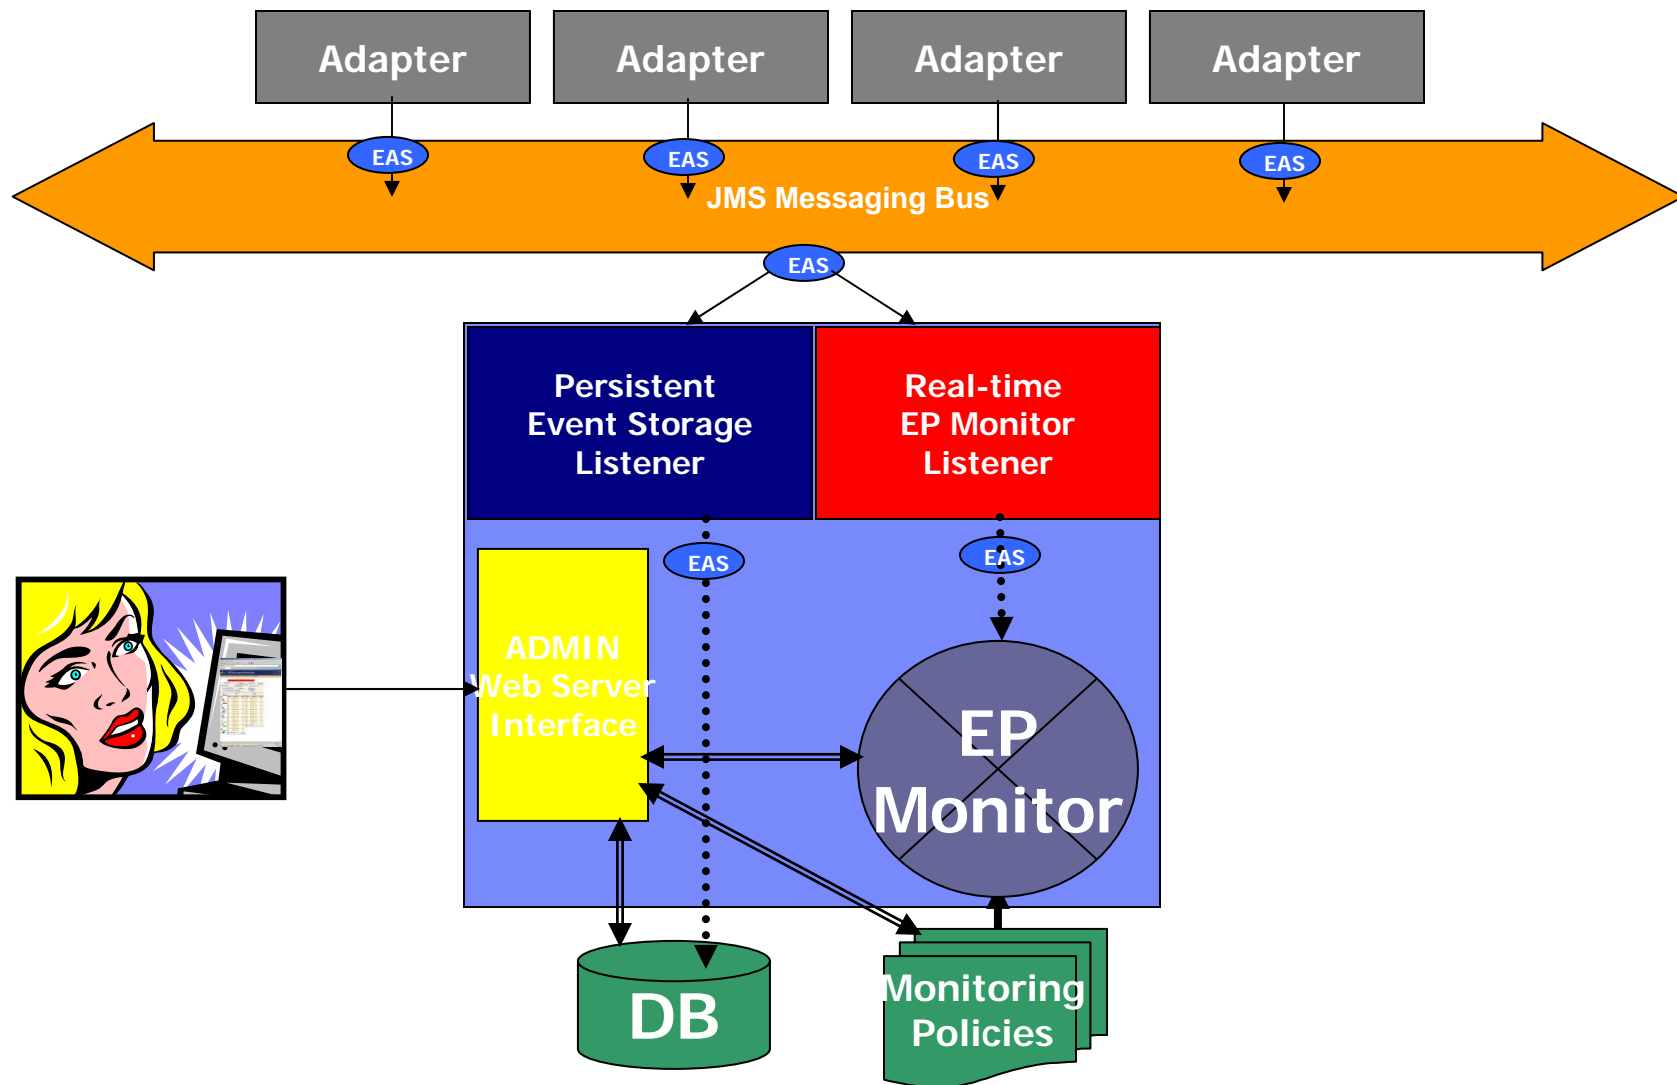 Adapter
Adapter
Adapter
Adapter
EAS
EAS
EAS
EAS
JMS Messaging Bus
EAS
Persistent
Event Storage
Listener
Real-time
EP Monitor
Listener
EAS
EAS
ADMIN
Web Server
Interface
EP
Monitor
DB
Monitoring
Policies